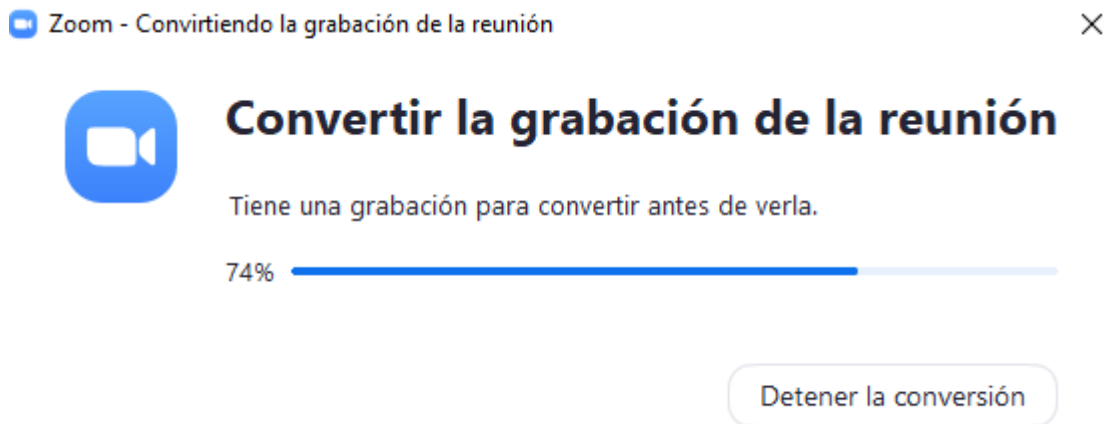 Zoom - Convirtiendo la grabación de la reunión
Convertir la grabación de la reunión
Tiene una grabación para convertir antes de verla.
74%
Detener la conversión